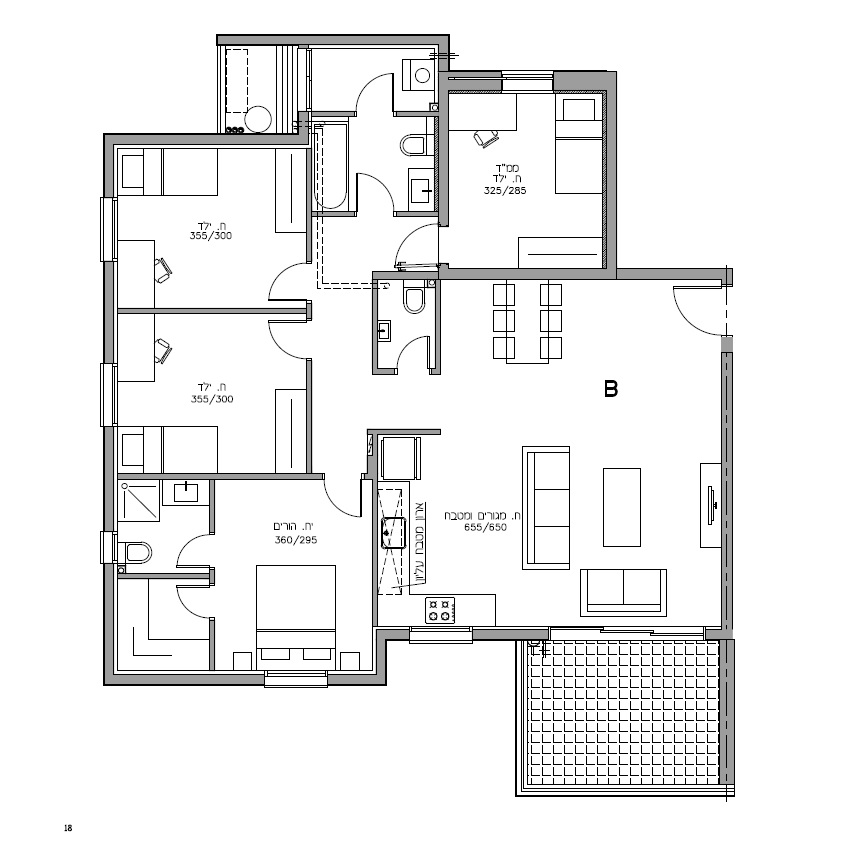 ממ"ד
ח. ילד
325/285
ח. ילד
355/300
B
ח. ילד
355/300
ח. מגורים ומטבח
655/650
ארון מטבח עליון
יח. הורים
360/295
18